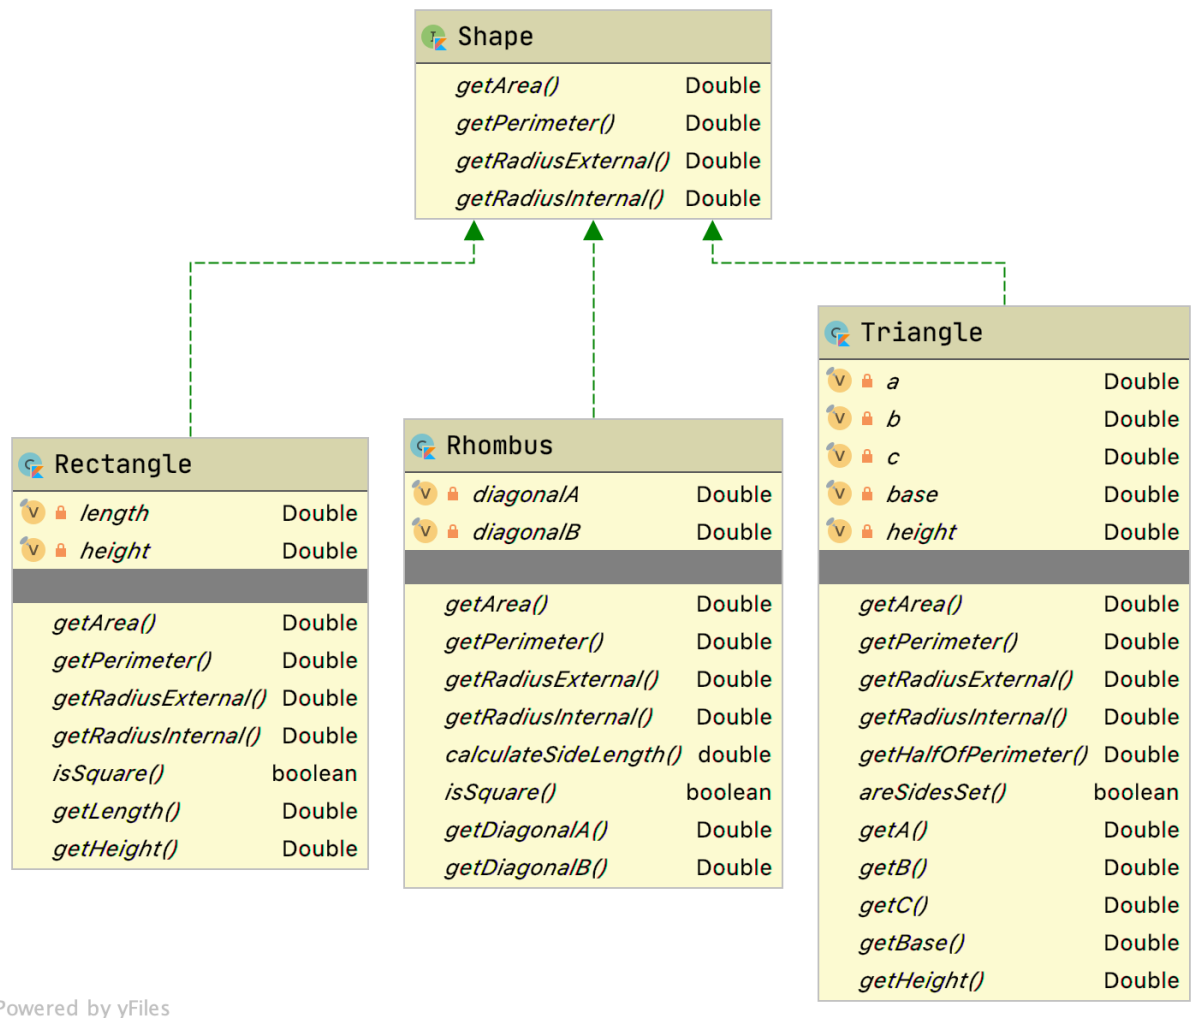 Shape
getArea() Double
getPerimeter() Double
getRadiusExternal() Double
getRadiusInternal() Double
Rectangle
length Double
height Double
getArea() Double
getPerimeter() Double
getRadiusExternal() Double
getRadiusInternal() Double
isSquare() boolean
getLength() Double
getHeight() Double
Rhombus
diagonalA Double
diagonalB Double
getArea() Double
getPerimeter() Double
getRadiusExternal() Double
getRadiusInternal() Double
calculateSideLength() double
isSquare() boolean
getDiagonalA() Double
getDiagonalB() Double
Triangle
a Double
b Double
c Double
base Double
height Double
getArea() Double
getPerimeter() Double
getRadiusExternal() Double
getRadiusInternal() Double
getHalfOfPerimeter() Double
areSidesSet() boolean
getA() Double
getB() Double
getC() Double
getBase() Double
getHeight() Double
Powered by yFiles